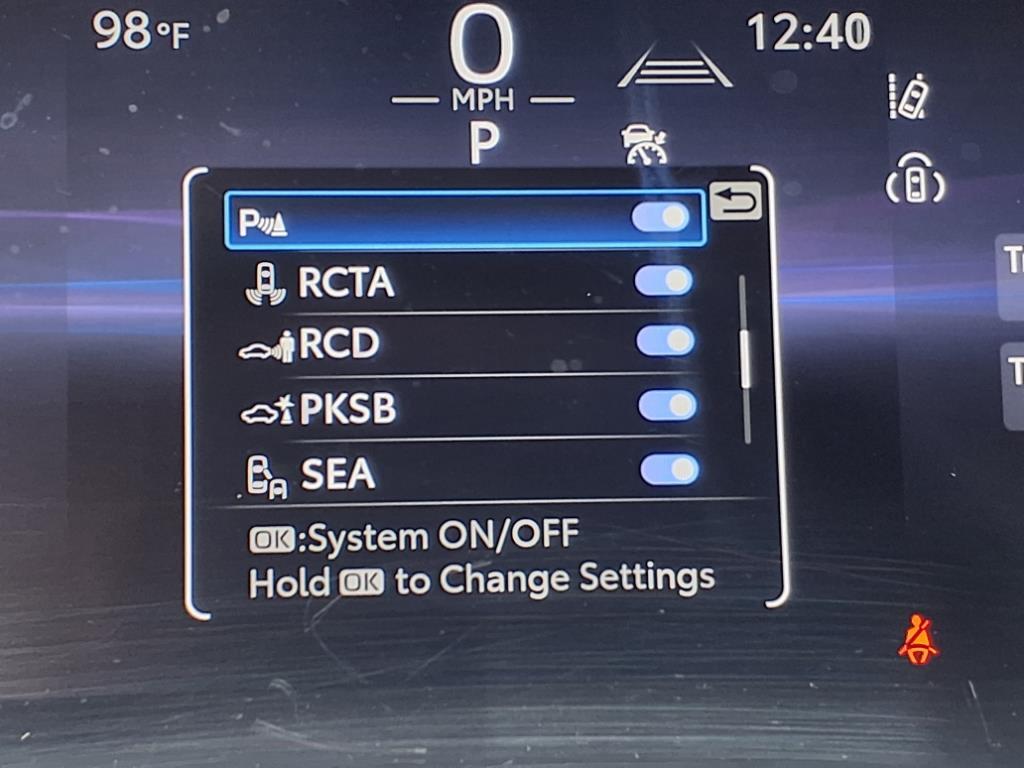 98°F
0
12:40
MPH
P
P
RCTA
RCD
PKSB
SEA
OK:System ON/OFF
Hold OK to Change Settings